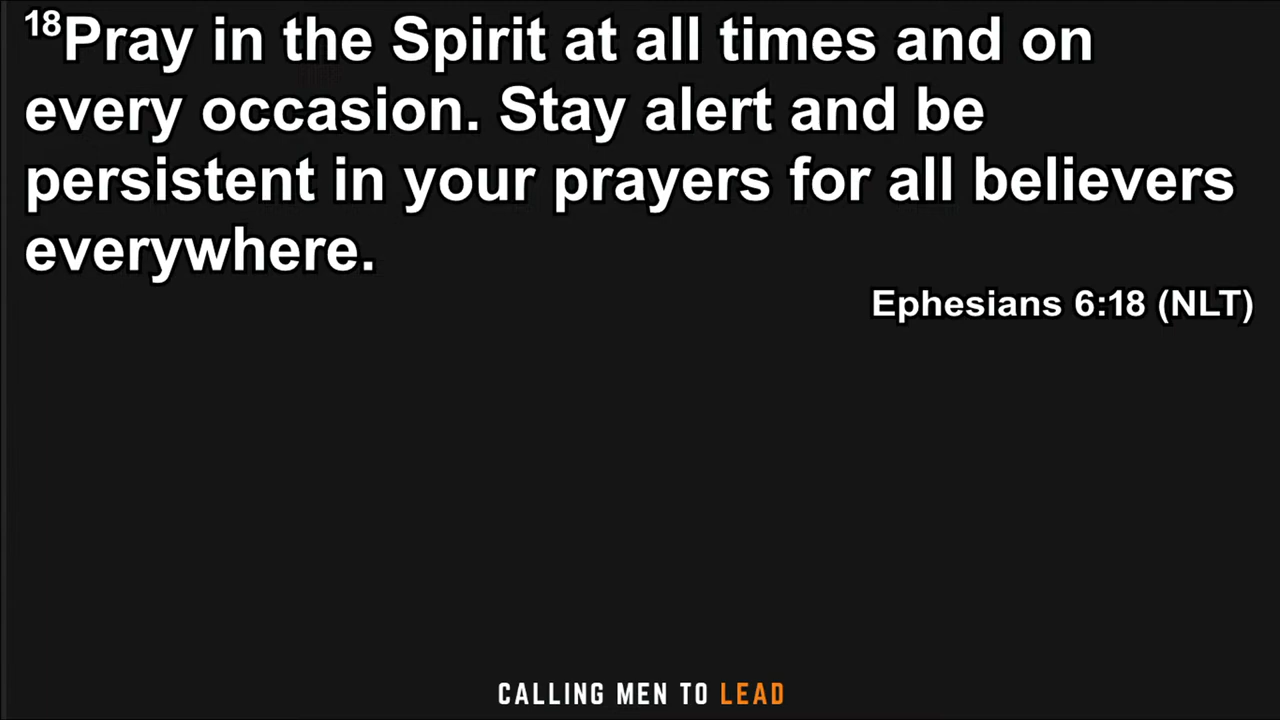 18Pray in the Spirit at all times and on
every occasion. Stay alert and be
persistent in your prayers for all believers
everywhere.
Ephesians 6:18 (NLT)
CALLING MEN TO LEAD